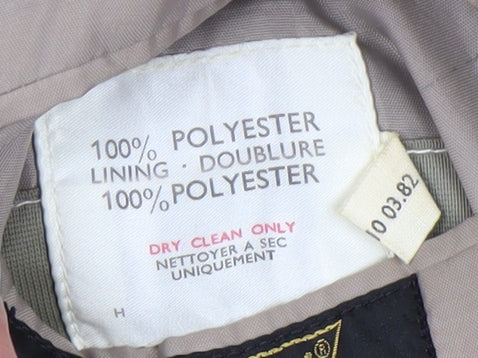 100% POLYESTER
LINING · DOUBLURE
100% POLYESTER
DRY CLEAN ONLY
NETTOYER A SEC
UNIQUEMENT
H
10 03.82
®